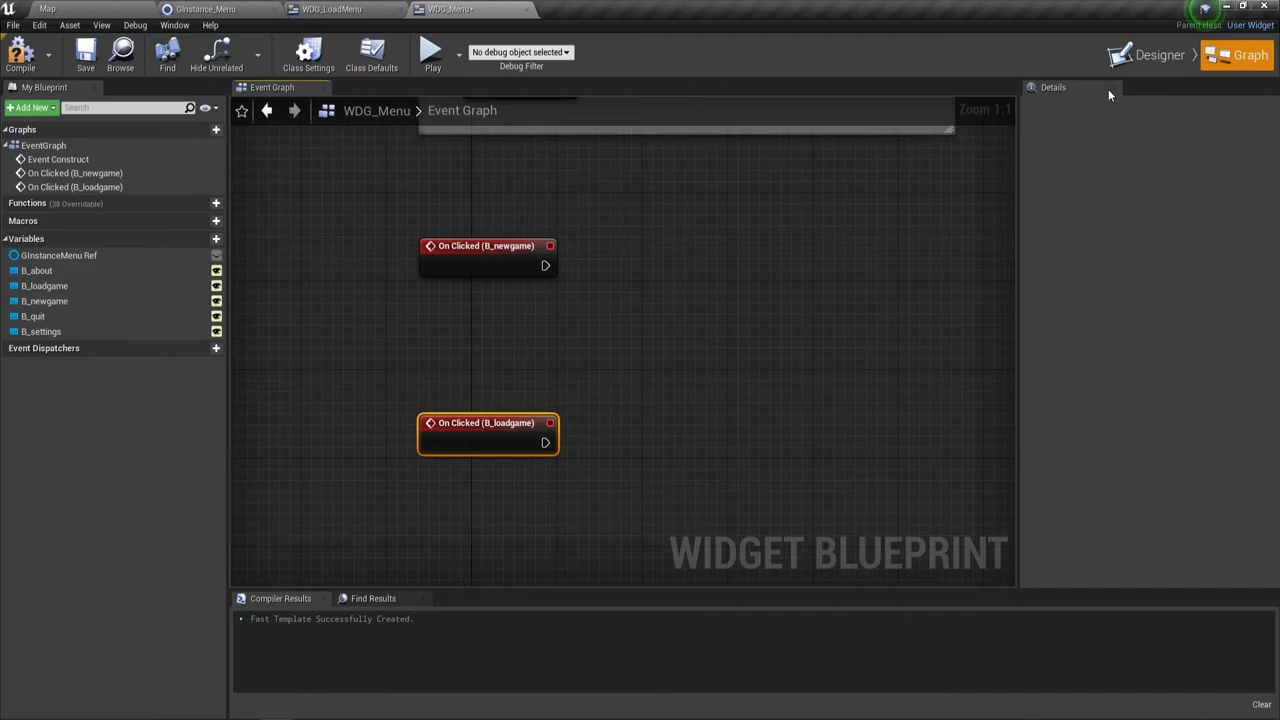 Map
GInstance_Menu
WDG_LoadMenu
WDG_Menu*
File Edit Asset View Debug Window Help
Parent class: User Widget
Compile
Save
Browse
Find
Hide Unrelated
Class Settings
Class Defaults
Play
No debug object selected
Debug Filter
Designer
Graph
My Blueprint
Event Graph
Details
Add New
Search
WDG_Menu > Event Graph
Zoom 1:1
Graphs
EventGraph
Event Construct
On Clicked (B_newgame)
On Clicked (B_loadgame)
Functions (38 Overridable)
Macros
Variables
GInstanceMenu Ref
B_about
B_loadgame
B_newgame
B_quit
B_settings
Event Dispatchers
On Clicked (B_newgame)
On Clicked (B_loadgame)
WIDGET BLUEPRINT
Compiler Results
Find Results
Fast Template Successfully Created.
Clear